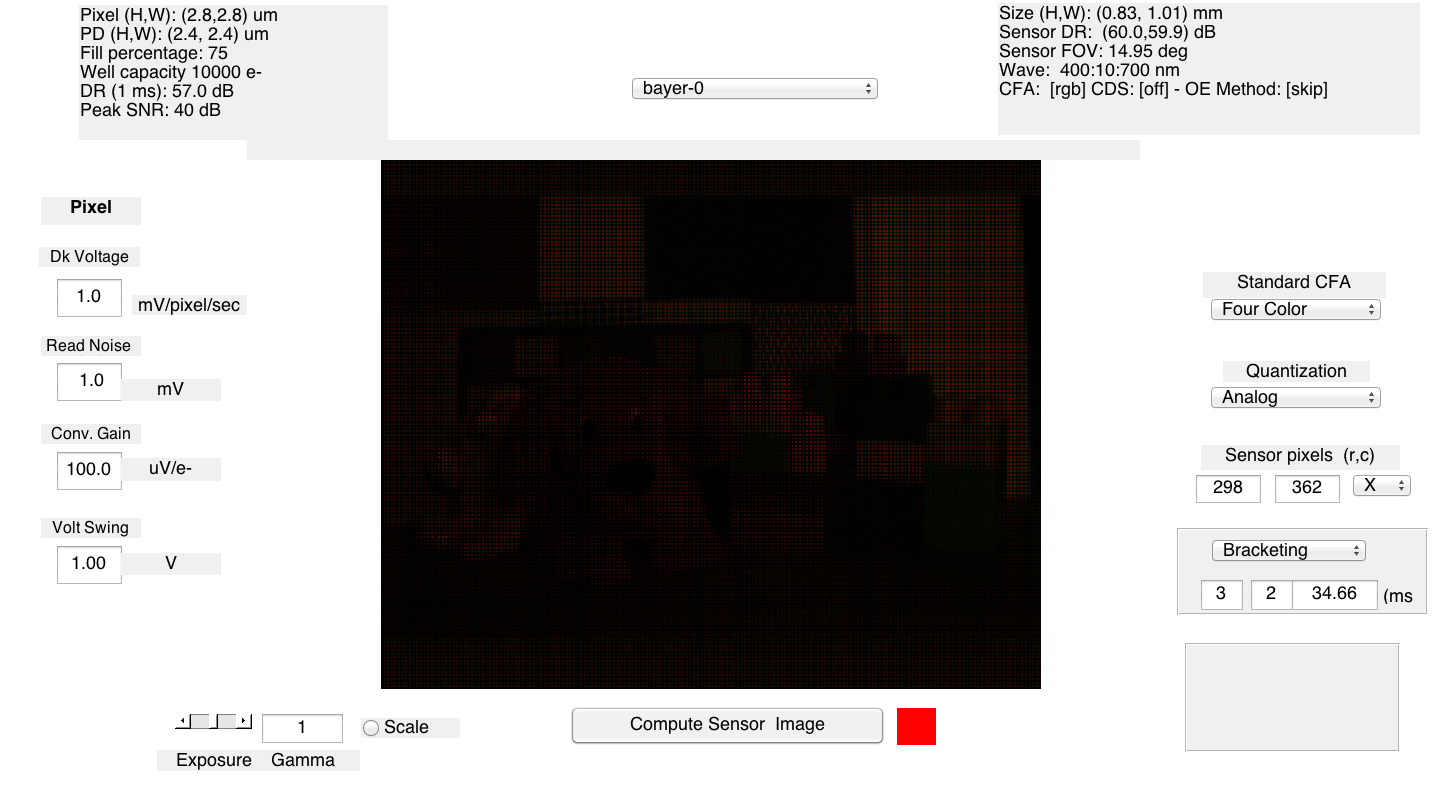 Pixel (H,W): (2.8,2.8) um
PD (H,W): (2.4, 2.4) um
Fill percentage: 75
Well capacity 10000 e-
DR (1 ms): 57.0 dB
Peak SNR: 40 dB
bayer-0
Size (H,W): (0.83, 1.01) mm
Sensor DR:  (60.0,59.9) dB
Sensor FOV: 14.95 deg
Wave:  400:10:700 nm
CFA:  [rgb] CDS: [off] - OE Method: [skip]
Pixel
Dk Voltage
1.0 mV/pixel/sec
Read Noise
1.0 mV
Conv. Gain
100.0 uV/e-
Volt Swing
1.00 V
Standard CFA
Four Color
Quantization
Analog
Sensor pixels  (r,c)
298 362 X
Bracketing
3 2 34.66 (ms
1 Scale
Exposure Gamma
Compute Sensor  Image